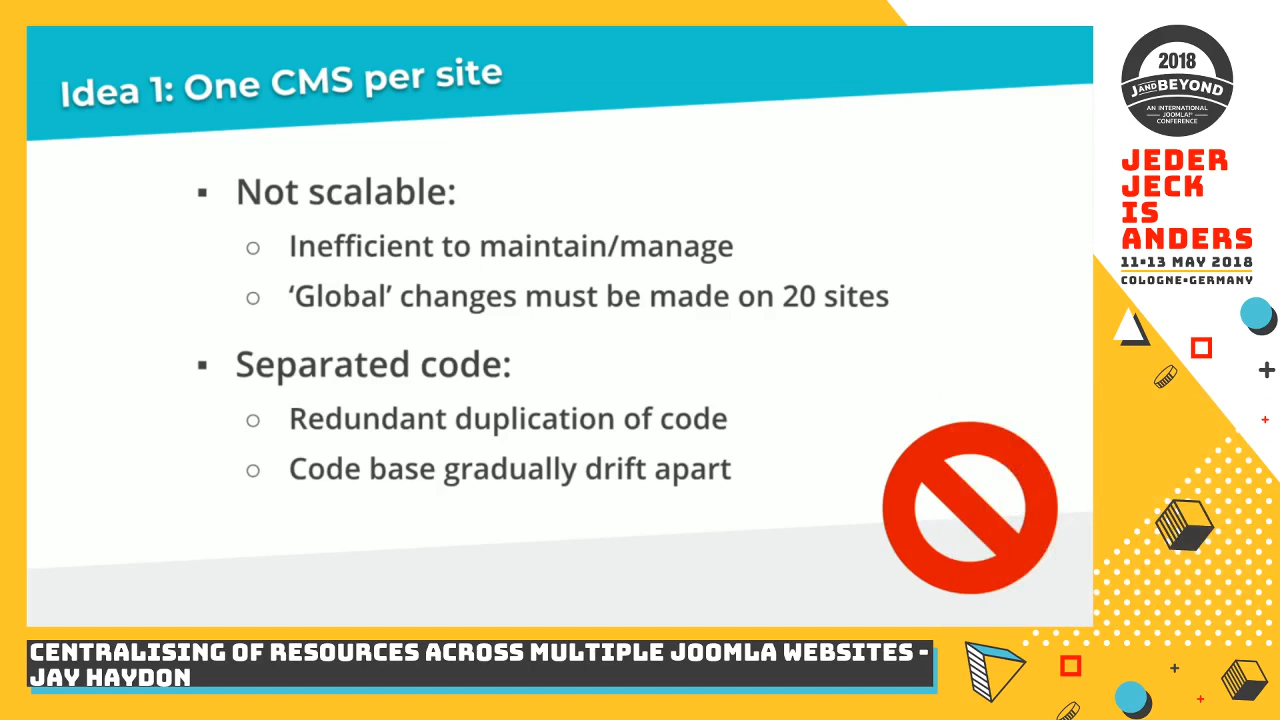 Idea 1: One CMS per site
Not scalable:
Inefficient to maintain/manage
‘Global’ changes must be made on 20 sites
Separated code:
Redundant duplication of code
Code base gradually drift apart
2018
J AND BEYOND
AN INTERNATIONAL
JOOMLA!®
CONFERENCE
JEDER
JECK
IS
ANDERS
11▪13 MAY 2018
COLOGNE▪GERMANY
CENTRALISING OF RESOURCES ACROSS MULTIPLE JOOMLA WEBSITES -
JAY HAYDON